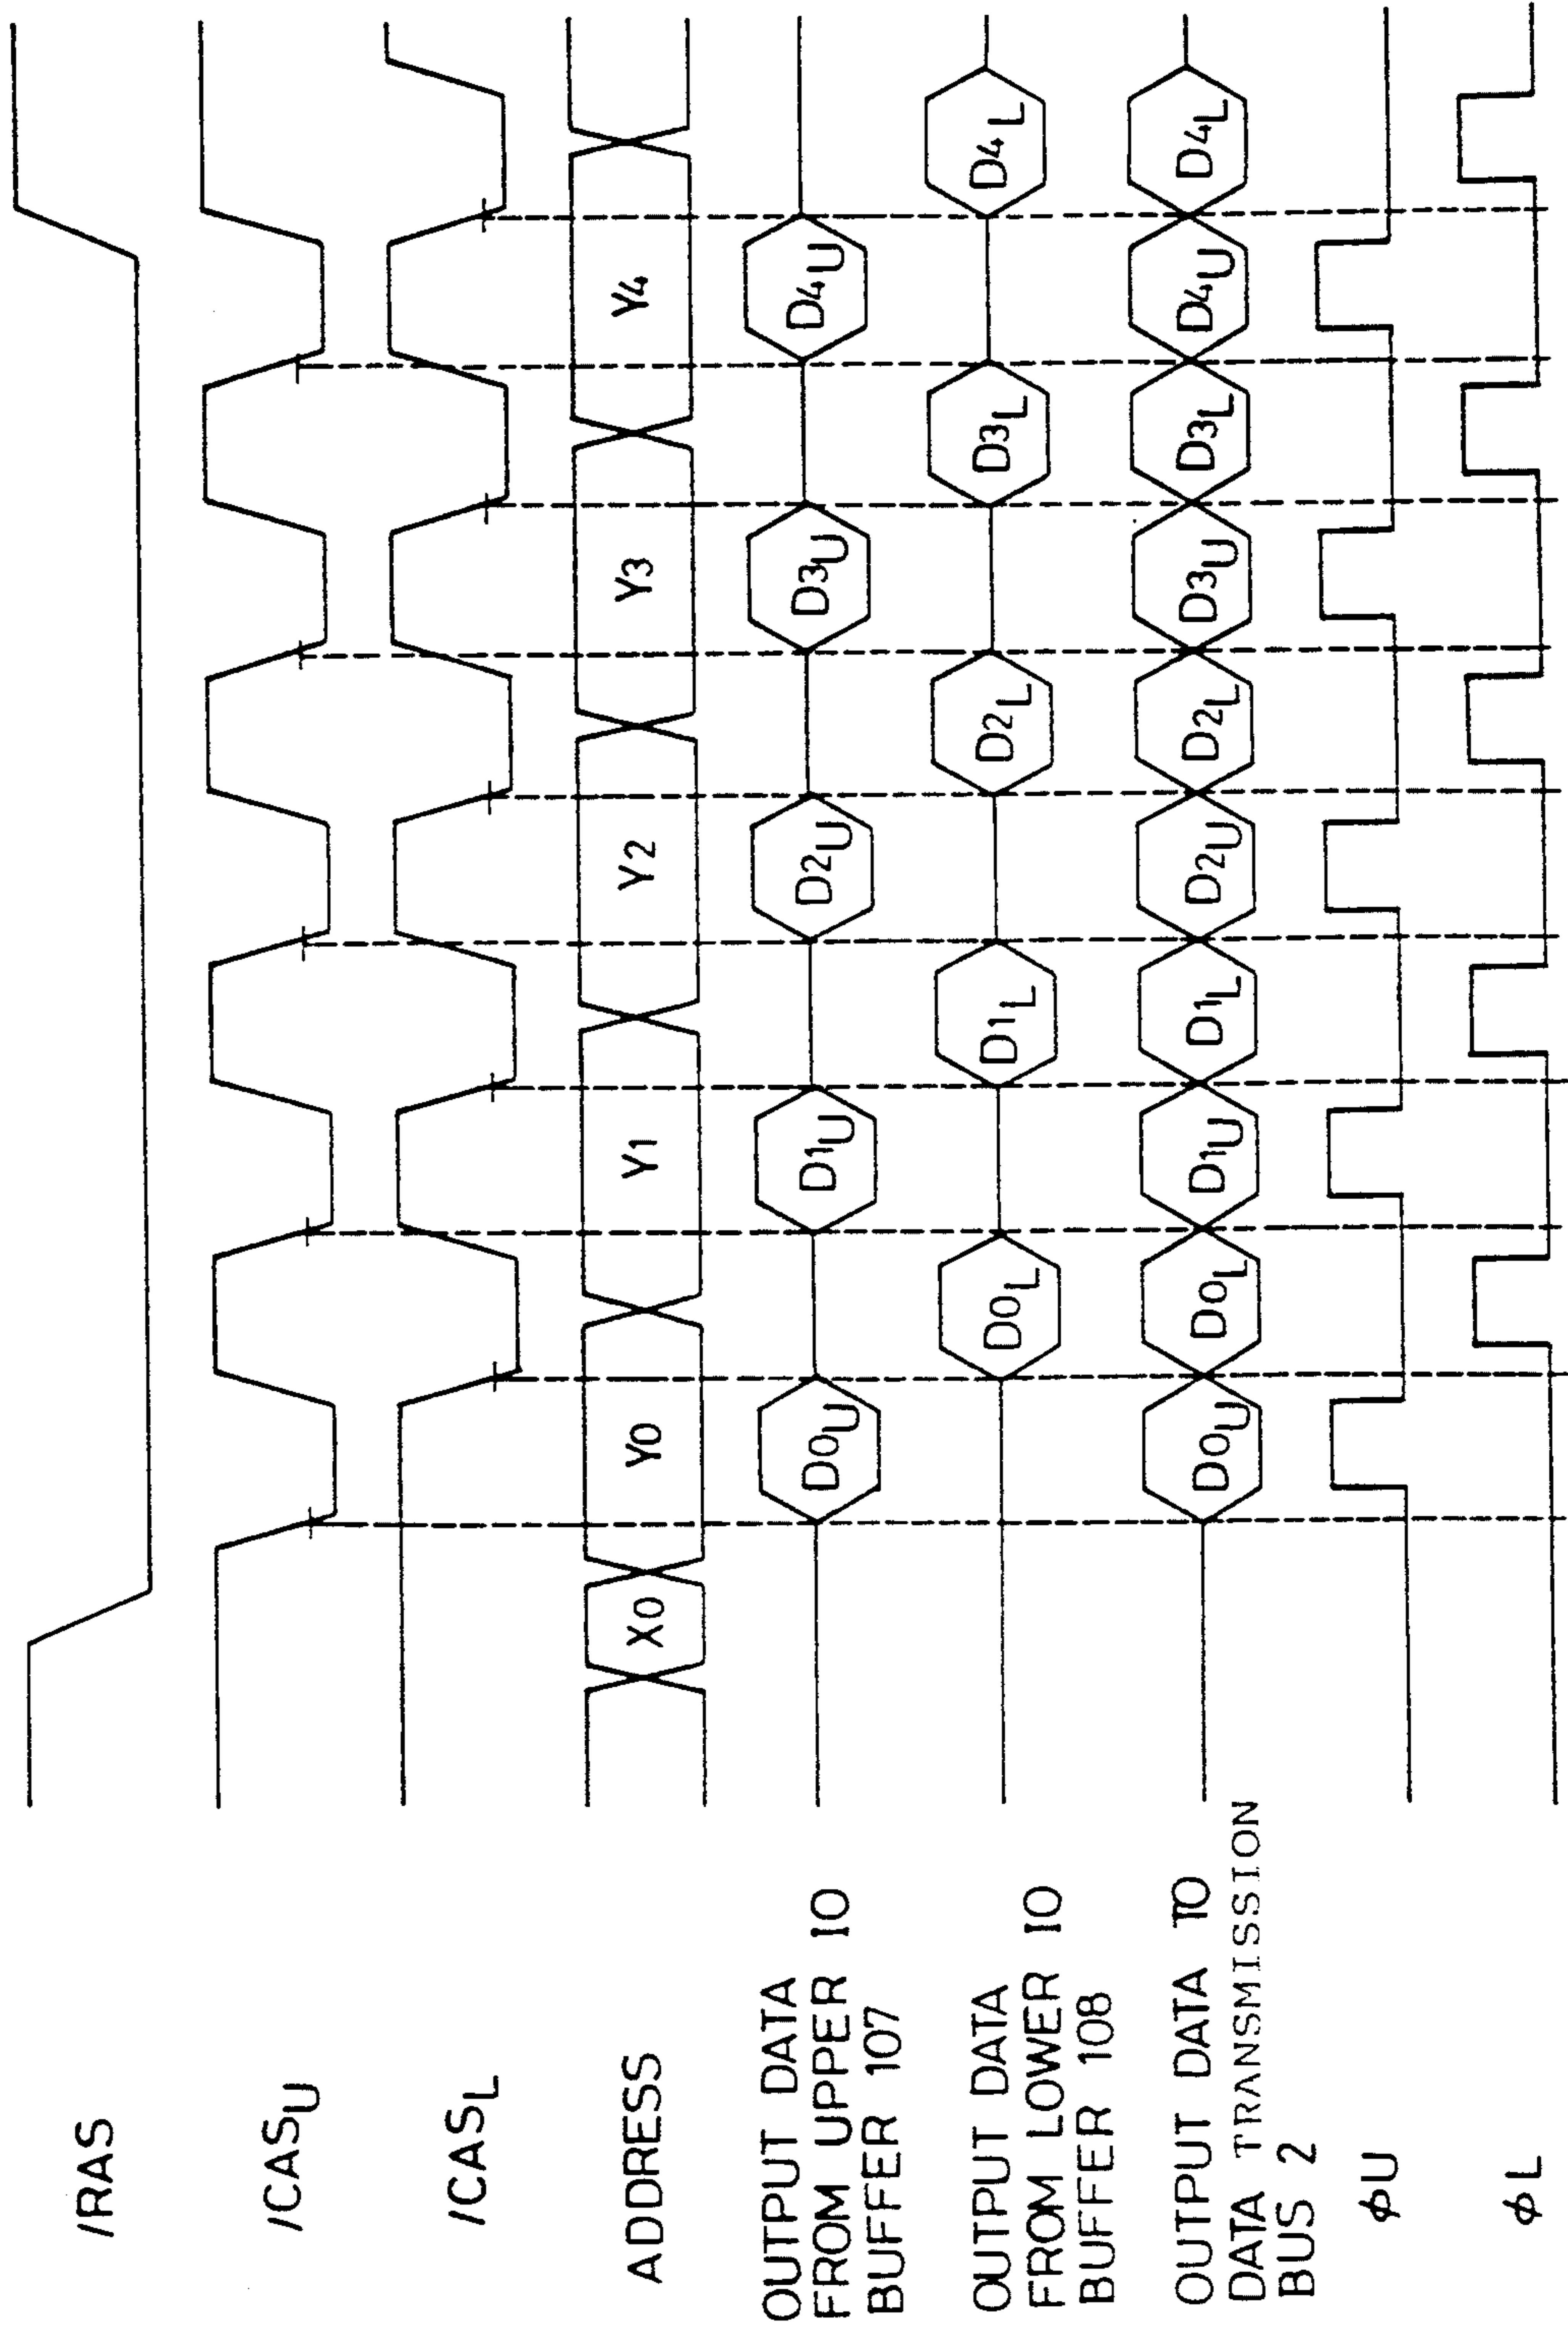 /RAS
/CASU
/CASL
ADDRESS
X0 Y0 Y1 Y2 Y3 Y4
OUTPUT DATA
FROM UPPER IO
BUFFER 107
D0U D1U D2U D3U D4U
OUTPUT DATA
FROM LOWER IO
BUFFER 108
D0L D1L D2L D3L D4L
OUTPUT DATA TO
DATA TRANSMISSION
BUS 2
D0U D0L D1U D1L D2U D2L D3U D3L D4U D4L
ϕU
ϕL